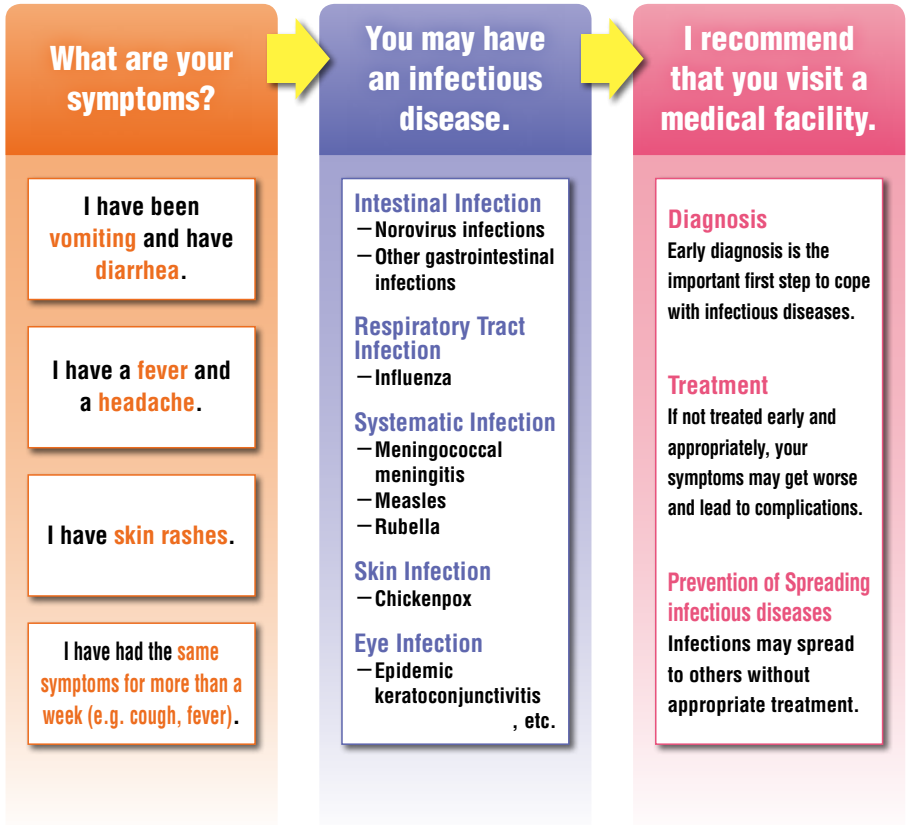 What are your
symptoms?
I have been
vomiting and have
diarrhea.
I have a fever and
a headache.
I have skin rashes.
I have had the same
symptoms for more than a
week (e.g. cough, fever).
You may have
an infectious
disease.
Intestinal Infection
—Norovirus infections
—Other gastrointestinal
infections
Respiratory Tract
Infection
—Influenza
Systematic Infection
—Meningococcal
meningitis
—Measles
—Rubella
Skin Infection
—Chickenpox
Eye Infection
—Epidemic
keratoconjunctivitis
, etc.
I recommend
that you visit a
medical facility.
Diagnosis
Early diagnosis is the
important first step to cope
with infectious diseases.
Treatment
If not treated early and
appropriately, your
symptoms may get worse
and lead to complications.
Prevention of Spreading
infectious diseases
Infections may spread
to others without
appropriate treatment.